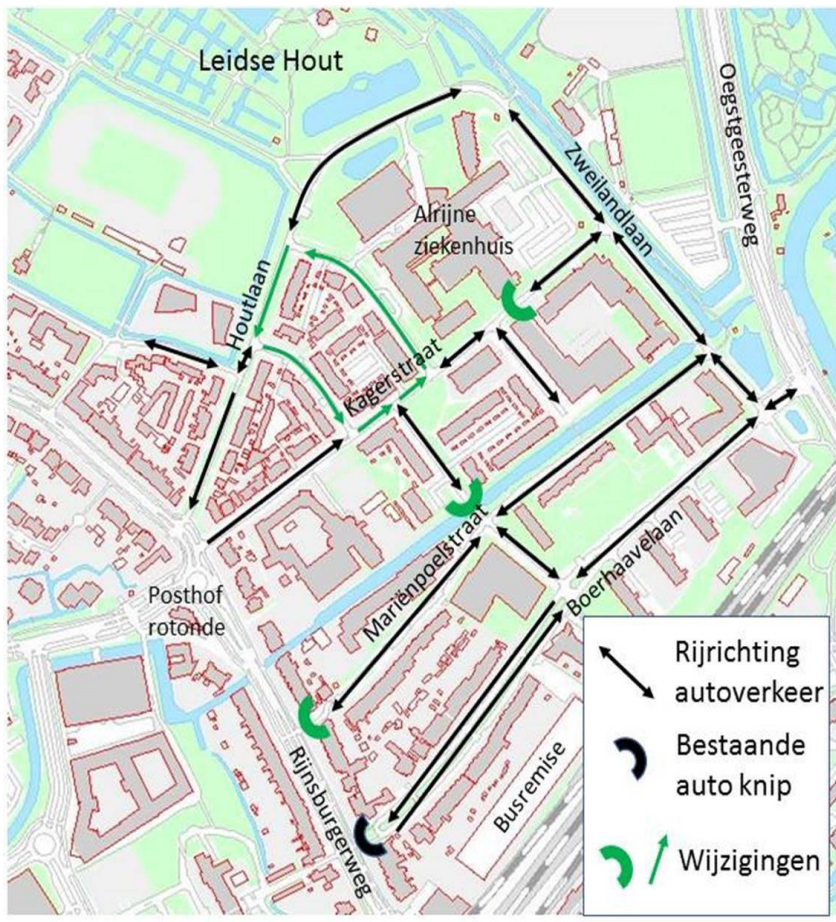 Leidse Hout
Oegstgeesterweg
Zweilandlaan
Alrijne
ziekenhuis
Houtlaan
Kagerstraat
Mariënpoelstraat
Boerhaavelaan
Posthof
rotonde
Rijnsburgerweg
Busremise
Rijrichting
autoverkeer
Bestaande
auto knip
Wijzigingen